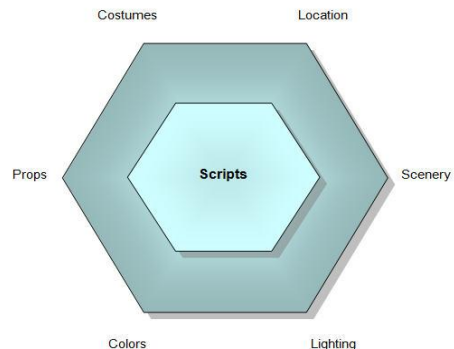 Costumes
Location
Props
Scripts
Scenery
Colors
Lighting